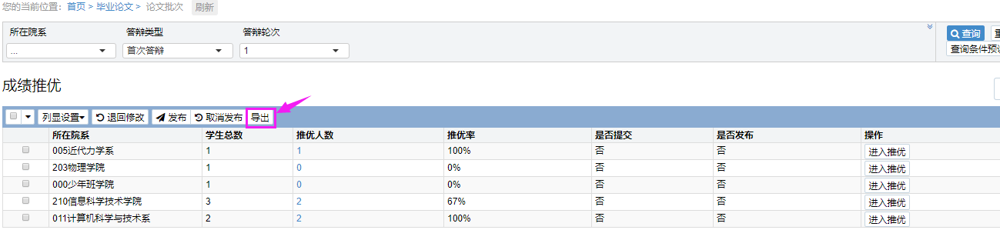 您的当前位置：首页 > 毕业论文 > 论文批次 刷新
所在院系 答辩类型 答辩轮次
... 首次答辩 1
查询
查询条件预设
成绩推优
列显设置 退回修改 发布 取消发布 导出
所在院系 学生总数 推优人数 推优率 是否提交 是否发布 操作
005近代力学系 1 1 100% 否 否 进入推优
203物理学院 1 0 0% 否 否 进入推优
000少年班学院 1 0 0% 否 否 进入推优
210信息科学技术学院 3 2 67% 否 否 进入推优
011计算机科学与技术系 2 2 100% 否 否 进入推优